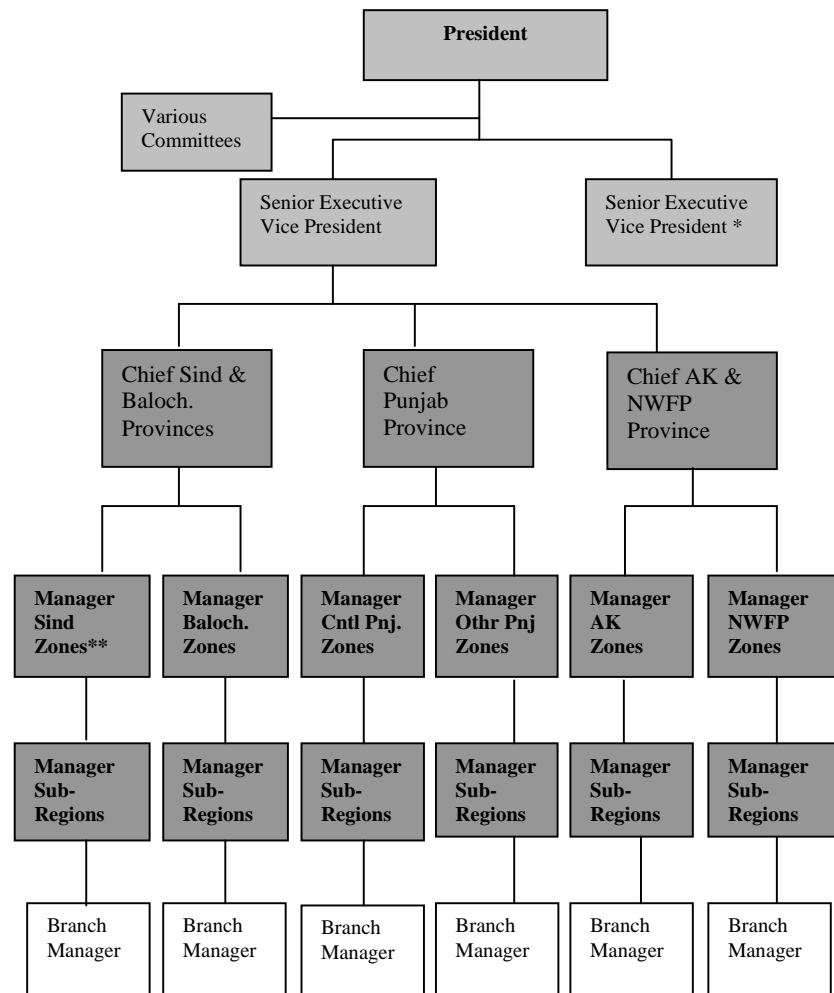 President
Various
Committees
Senior Executive
Vice President
Senior Executive
Vice President *
Chief Sind &
Baloch.
Provinces
Chief
Punjab
Province
Chief AK &
NWFP
Province
Manager
Sind
Zones**
Manager
Baloch.
Zones
Manager
Cntl Pnj.
Zones
Manager
Othr Pnj
Zones
Manager
AK
Zones
Manager
NWFP
Zones
Manager
Sub-
Regions
Manager
Sub-
Regions
Manager
Sub-
Regions
Manager
Sub-
Regions
Manager
Sub-
Regions
Manager
Sub-
Regions
Branch
Manager
Branch
Manager
Branch
Manager
Branch
Manager
Branch
Manager
Branch
Manager